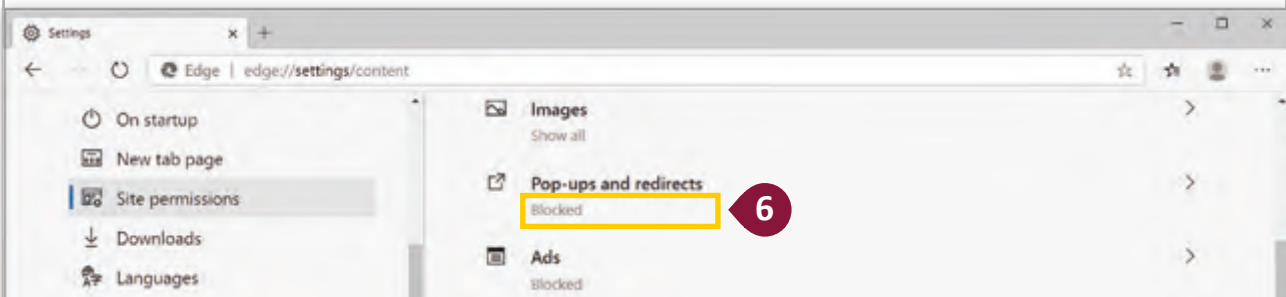 Settings
Edge | edge://settings/content
On startup
New tab page
Site permissions
Downloads
Languages
Images
Show all
Pop-ups and redirects
Blocked
6
Ads
Blocked